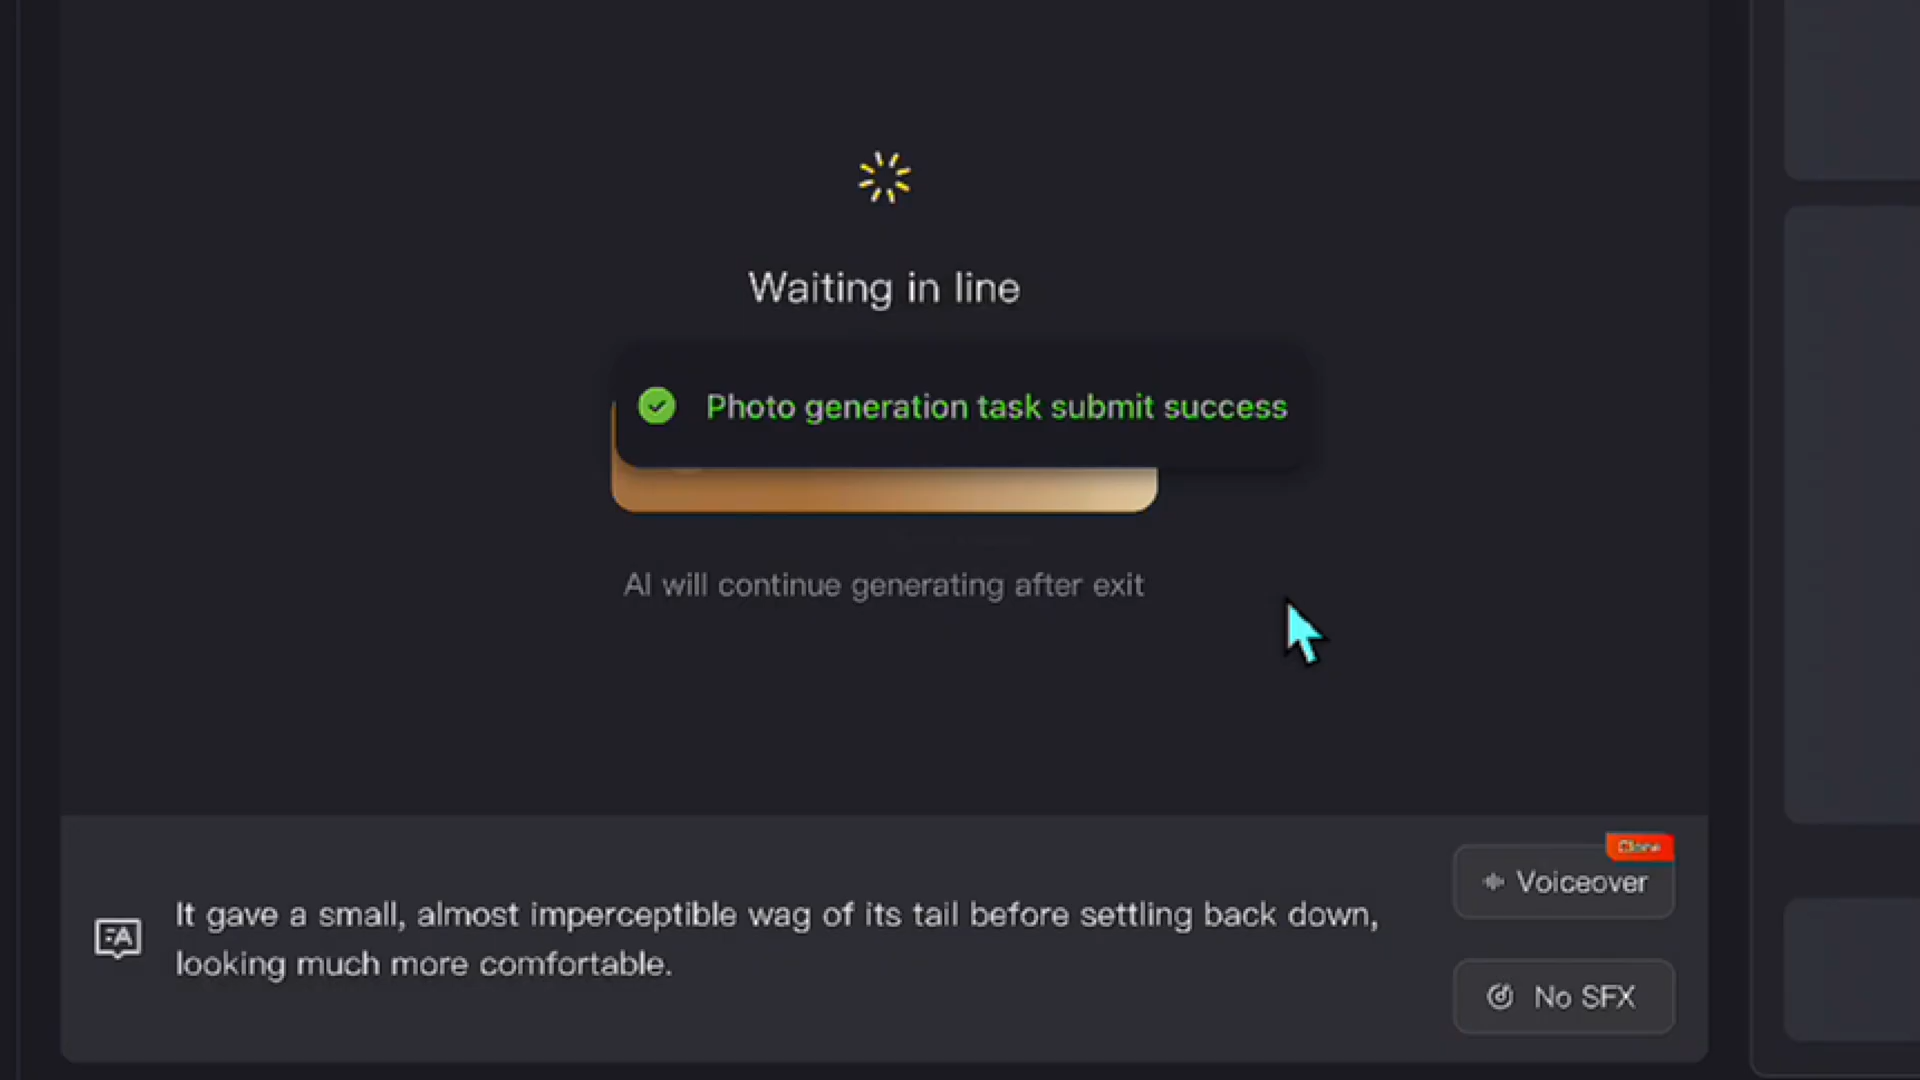 Waiting in line
Photo generation task submit success
AI will continue generating after exit
Clone
Voiceover
It gave a small, almost imperceptible wag of its tail before settling back down,
looking much more comfortable.
No SFX